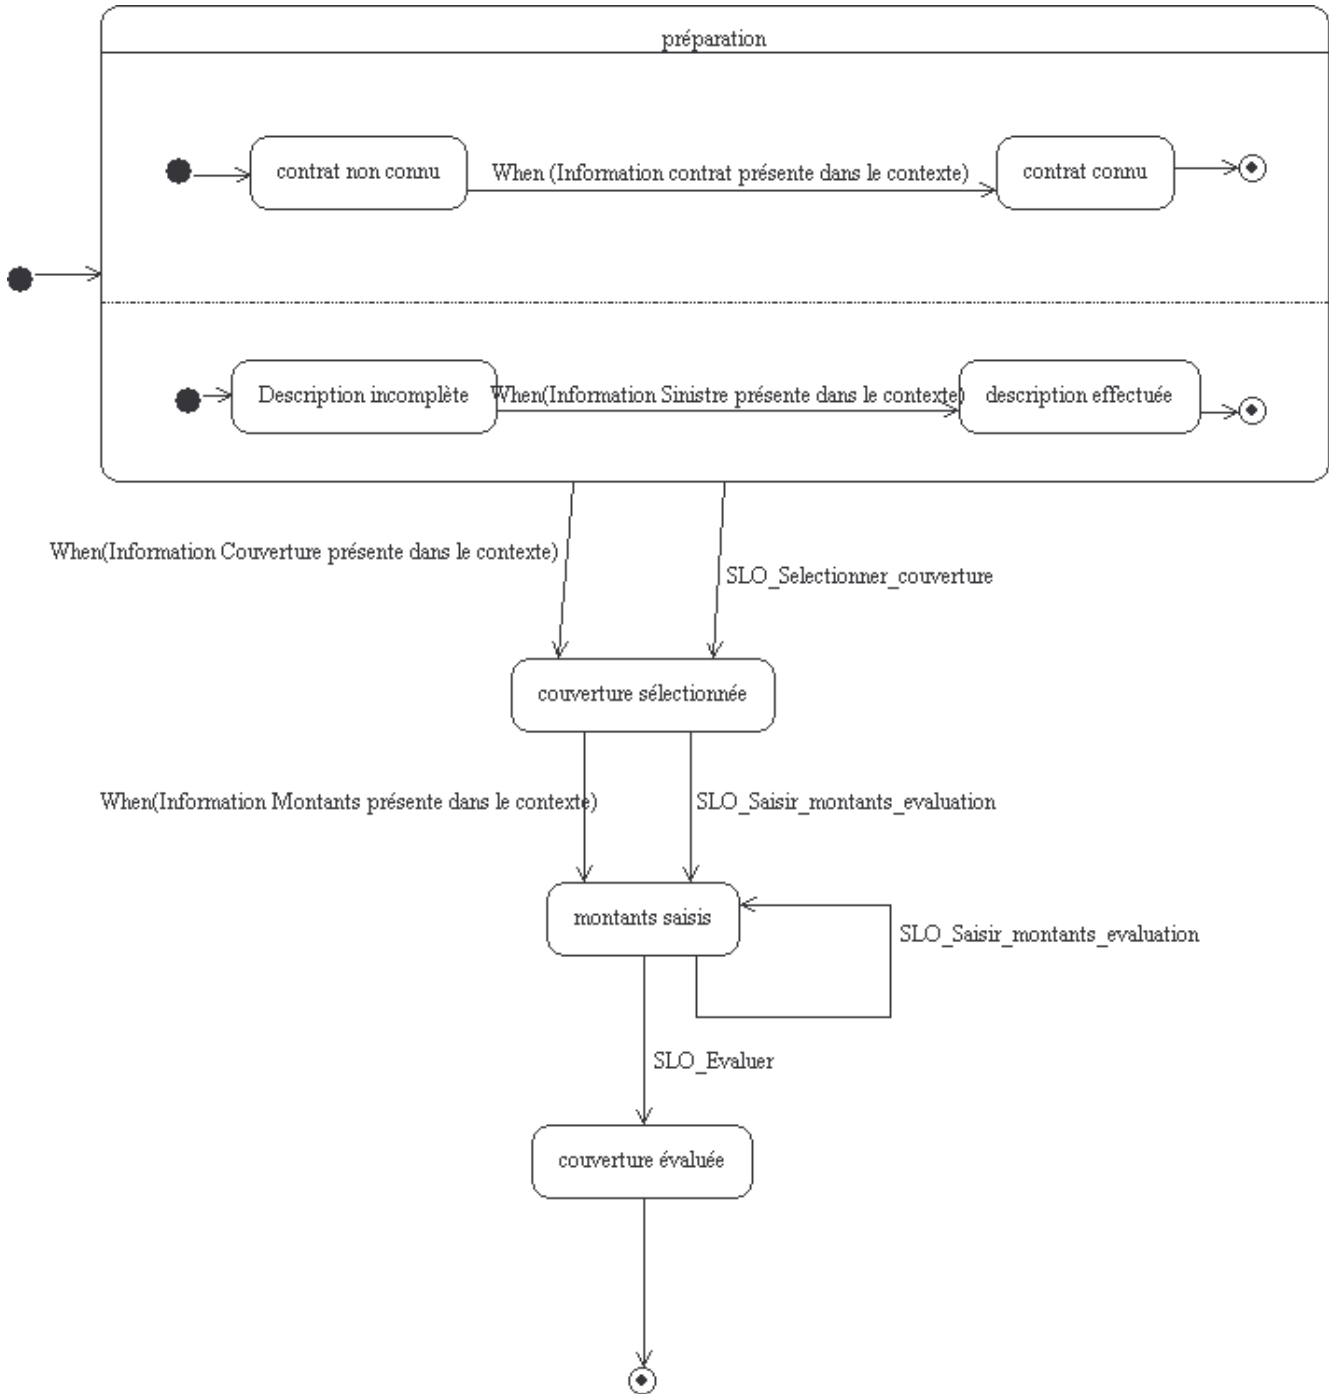 préparation
contrat non connu
When (Information contrat présente dans le contexte)
contrat connu
Description incomplète
When(Information Sinistre présente dans le contexte)
description effectuée
When(Information Couverture présente dans le contexte)
SLO_Selectionner_couverture
couverture sélectionnée
When(Information Montants présente dans le contexte)
SLO_Saisir_montants_evaluation
montants saisis
SLO_Saisir_montants_evaluation
SLO_Evaluer
couverture évaluée